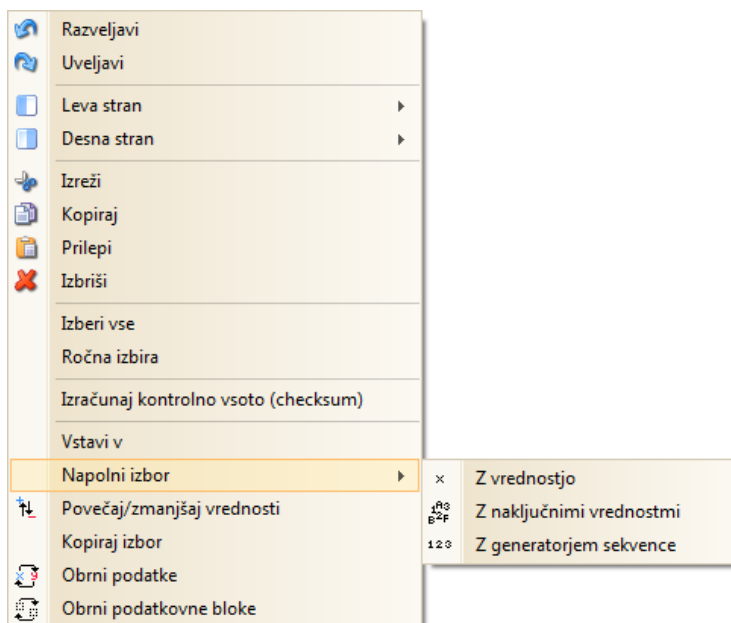 Razveljavi
Uveljavi
Leva stran
Desna stran
Izreži
Kopiraj
Prilepi
Izbriši
Izberi vse
Ročna izbira
Izračunaj kontrolno vsoto (checksum)
Vstavi v
Napolni izbor
Z vrednostjo
Povečaj/zmanjšaj vrednosti
Z naključnimi vrednostmi
Kopiraj izbor
123 Z generatorjem sekvence
Obrni podatke
Obrni podatkovne bloke